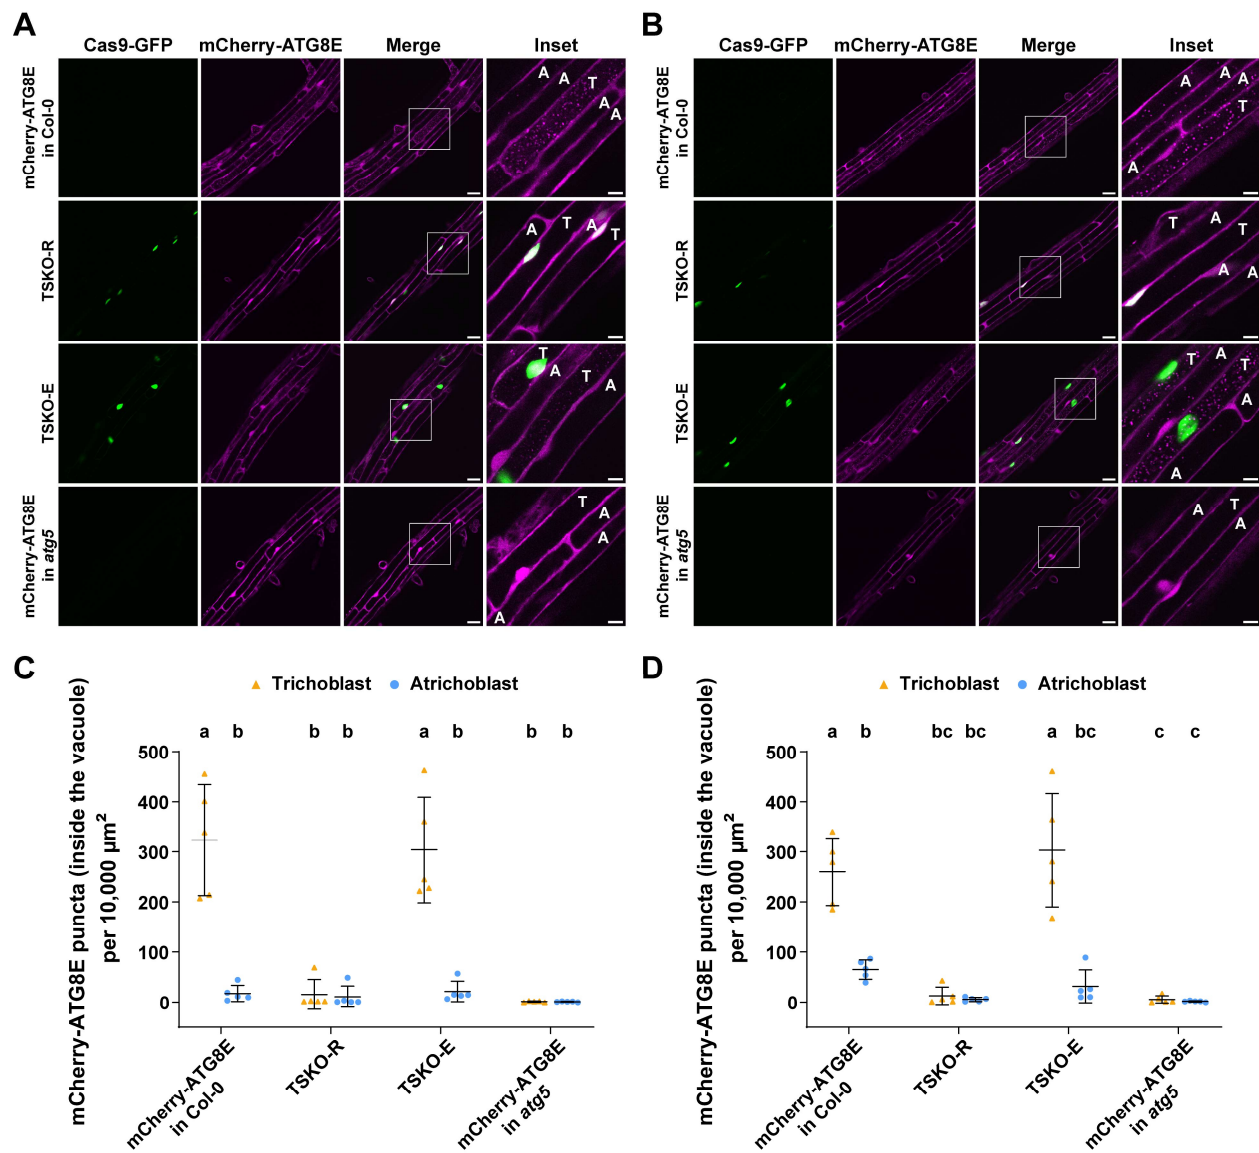 A
Cas9-GFP mCherry-ATG8E Merge Inset
mCherry-ATG8E
in Col-0
A A T A A
TSKO-R
A T A T
TSKO-E
T A T A
mCherry-ATG8E
in atg5
T A A A
B
Cas9-GFP mCherry-ATG8E Merge Inset
mCherry-ATG8E
in Col-0
A A A T A
TSKO-R
T A T A A
TSKO-E
T A T A A
mCherry-ATG8E
in atg5
A T A
C
Trichoblast Atrichoblast
mCherry-ATG8E puncta (inside the vacuole)
per 10,000 µm²
a b b b a b b b
500
400
300
200
100
0
mCherry-ATG8E
in Col-0
TSKO-R
TSKO-E
mCherry-ATG8E
in atg5
D
Trichoblast Atrichoblast
mCherry-ATG8E puncta (inside the vacuole)
per 10,000 µm²
a b bc bc a bc c c
500
400
300
200
100
0
mCherry-ATG8E
in Col-0
TSKO-R
TSKO-E
mCherry-ATG8E
in atg5